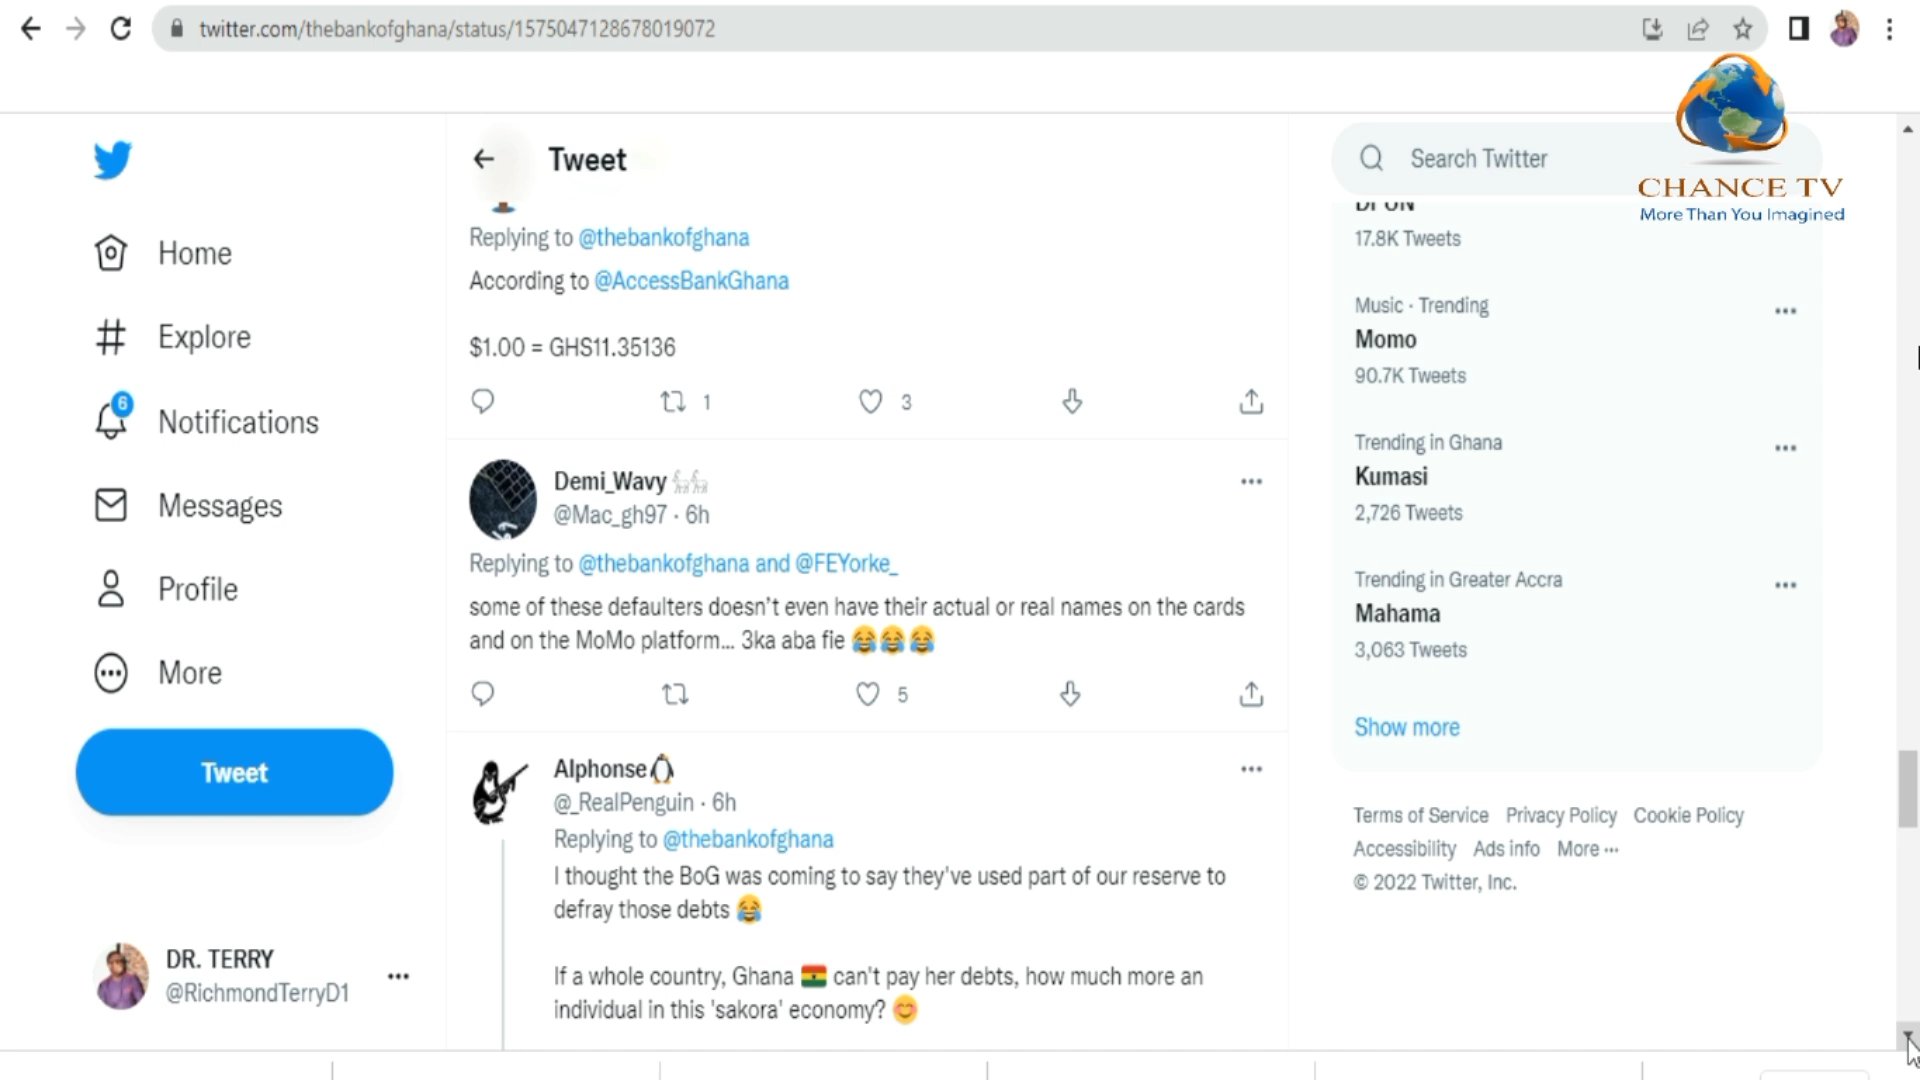 twitter.com/thebankofghana/status/1575047128678019072
CHANCE TV
More Than You Imagined
Home
Explore
6
Notifications
Messages
Profile
More
Tweet
DR. TERRY
@RichmondTerryD1
Tweet
Replying to @thebankofghana
According to @AccessBankGhana
$1.00 = GHS11.35136
1
3
Demi_Wavy
@Mac_gh97 · 6h
Replying to @thebankofghana and @FEYorke_
some of these defaulters doesn't even have their actual or real names on the cards
and on the MoMo platform... 3ka aba fie 😂😂😂
5
Alphonse🐧
@_RealPenguin · 6h
Replying to @thebankofghana
I thought the BoG was coming to say they've used part of our reserve to
defray those debts 😂
If a whole country, Ghana 🇬🇭 can't pay her debts, how much more an
individual in this 'sakora' economy? 😊
Search Twitter
17.8K Tweets
Music · Trending
Momo
90.7K Tweets
Trending in Ghana
Kumasi
2,726 Tweets
Trending in Greater Accra
Mahama
3,063 Tweets
Show more
Terms of Service Privacy Policy Cookie Policy
Accessibility Ads info More ···
© 2022 Twitter, Inc.